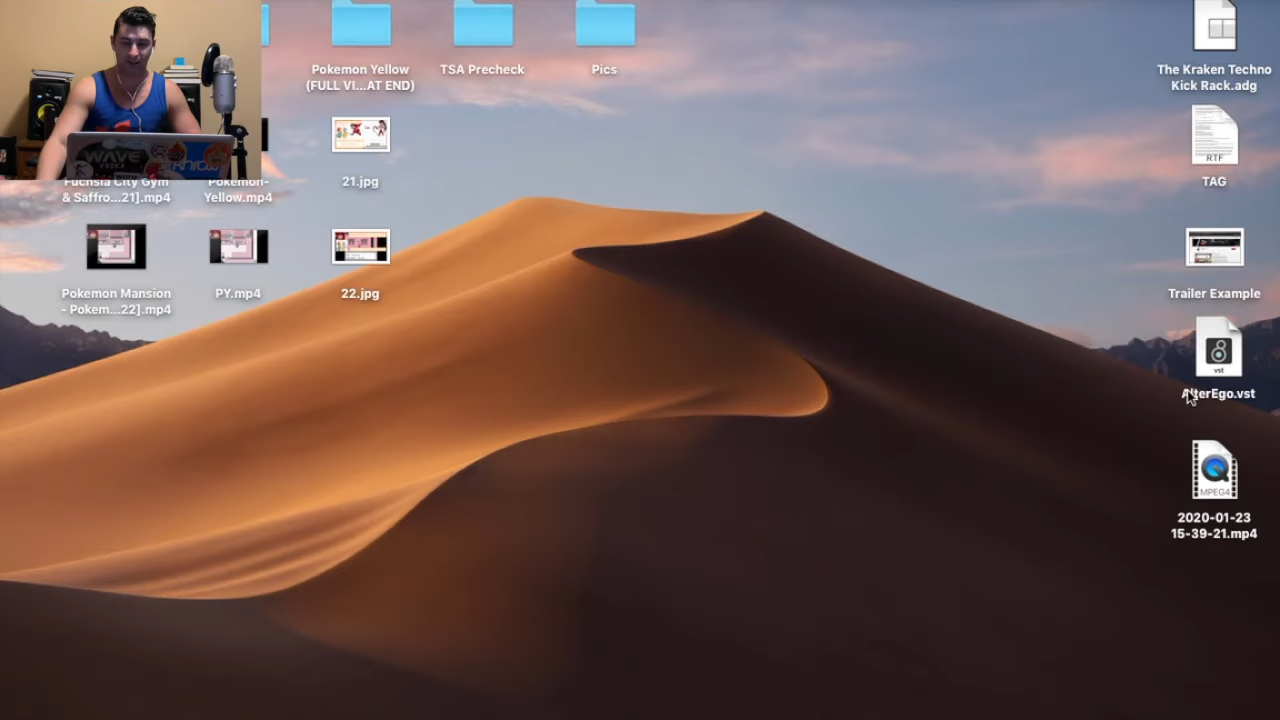 Pokemon Yellow
(FULL VI...AT END)
TSA Precheck
Pics
The Kraken Techno
Kick Rack.adg
WAVE
VODKA
Fuchsia City Gym
& Saffro...21].mp4
Pokemon-
Yellow.mp4
21.jpg
RTF
TAG
Pokemon Mansion
- Pokem...22].mp4
PY.mp4
22.jpg
Trailer Example
vst
AlterEgo.vst
MPEG4
2020-01-23
15-39-21.mp4